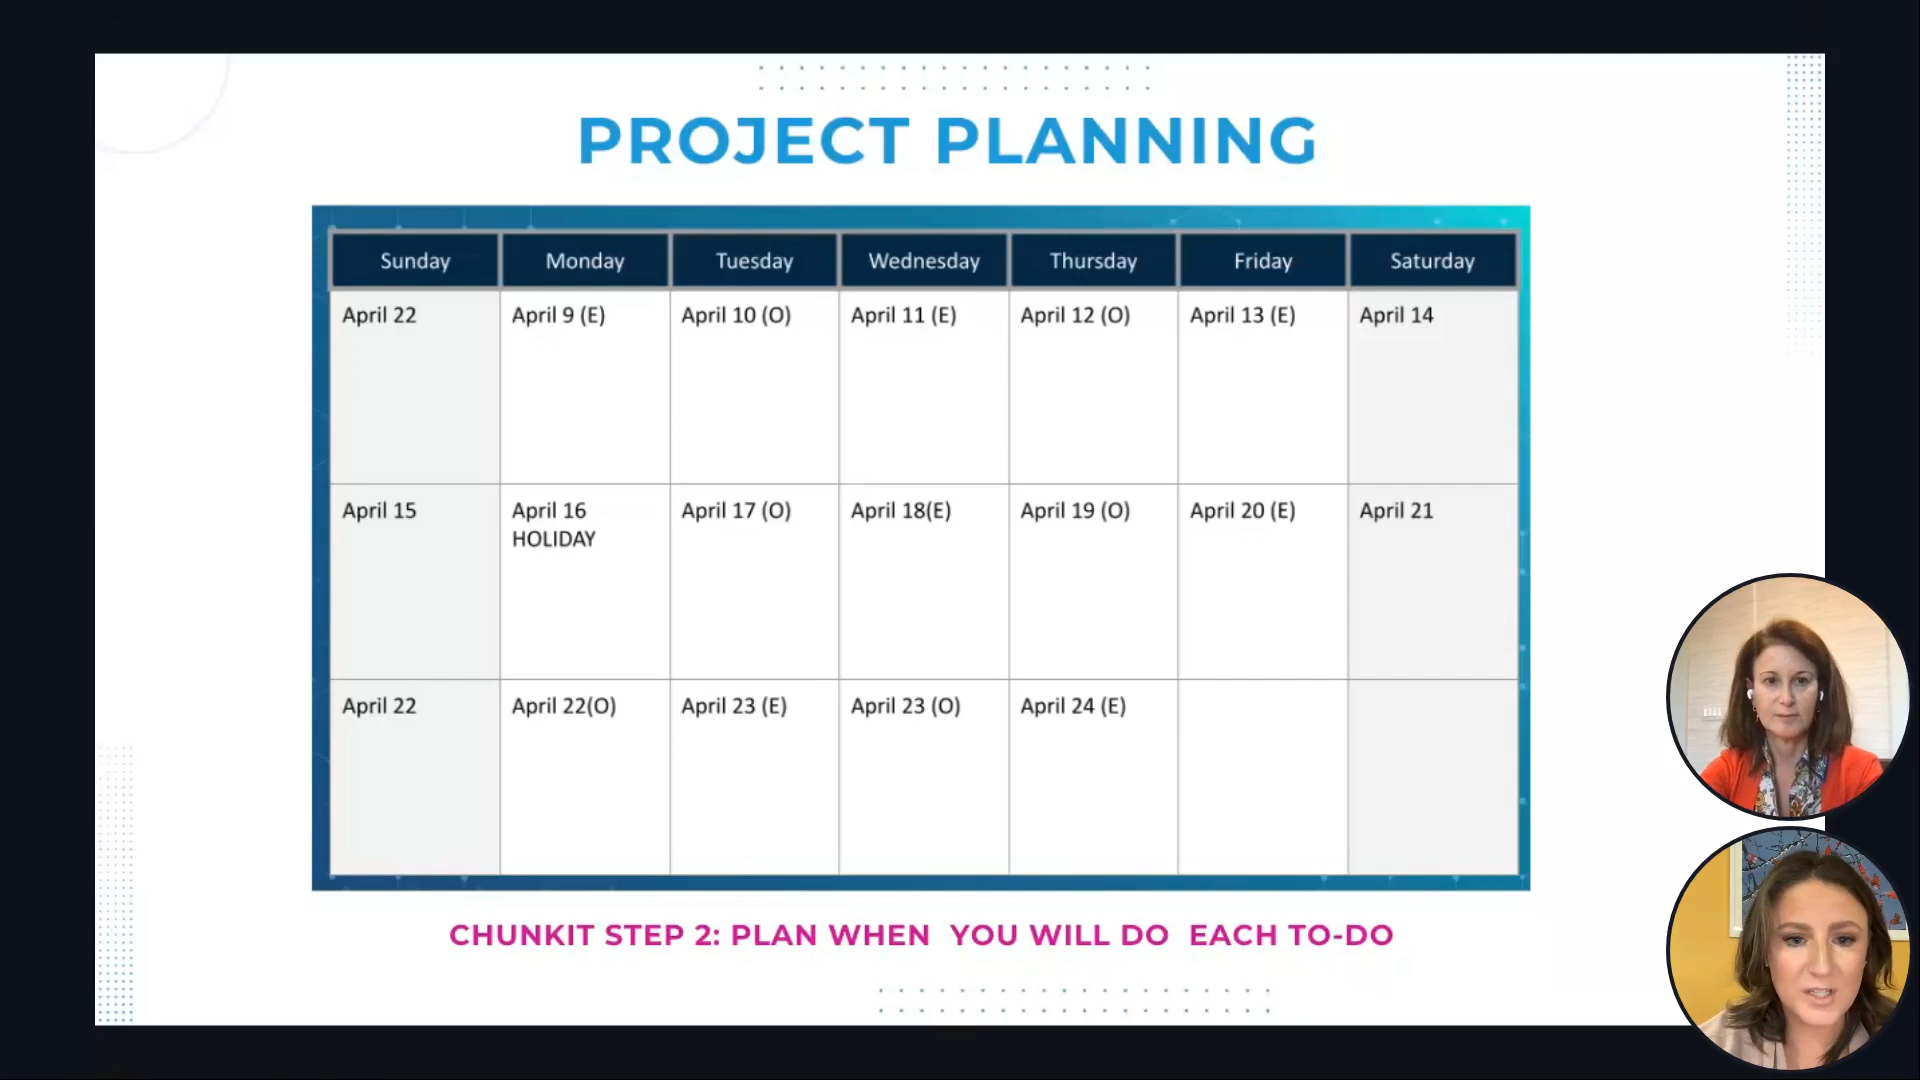 PROJECT PLANNING
Sunday Monday Tuesday Wednesday Thursday Friday Saturday
April 22 April 9 (E) April 10 (O) April 11 (E) April 12 (O) April 13 (E) April 14
April 15 April 16 April 17 (O) April 18(E) April 19 (O) April 20 (E) April 21
HOLIDAY
April 22 April 22(O) April 23 (E) April 23 (O) April 24 (E)
CHUNKIT STEP 2: PLAN WHEN YOU WILL DO EACH TO-DO